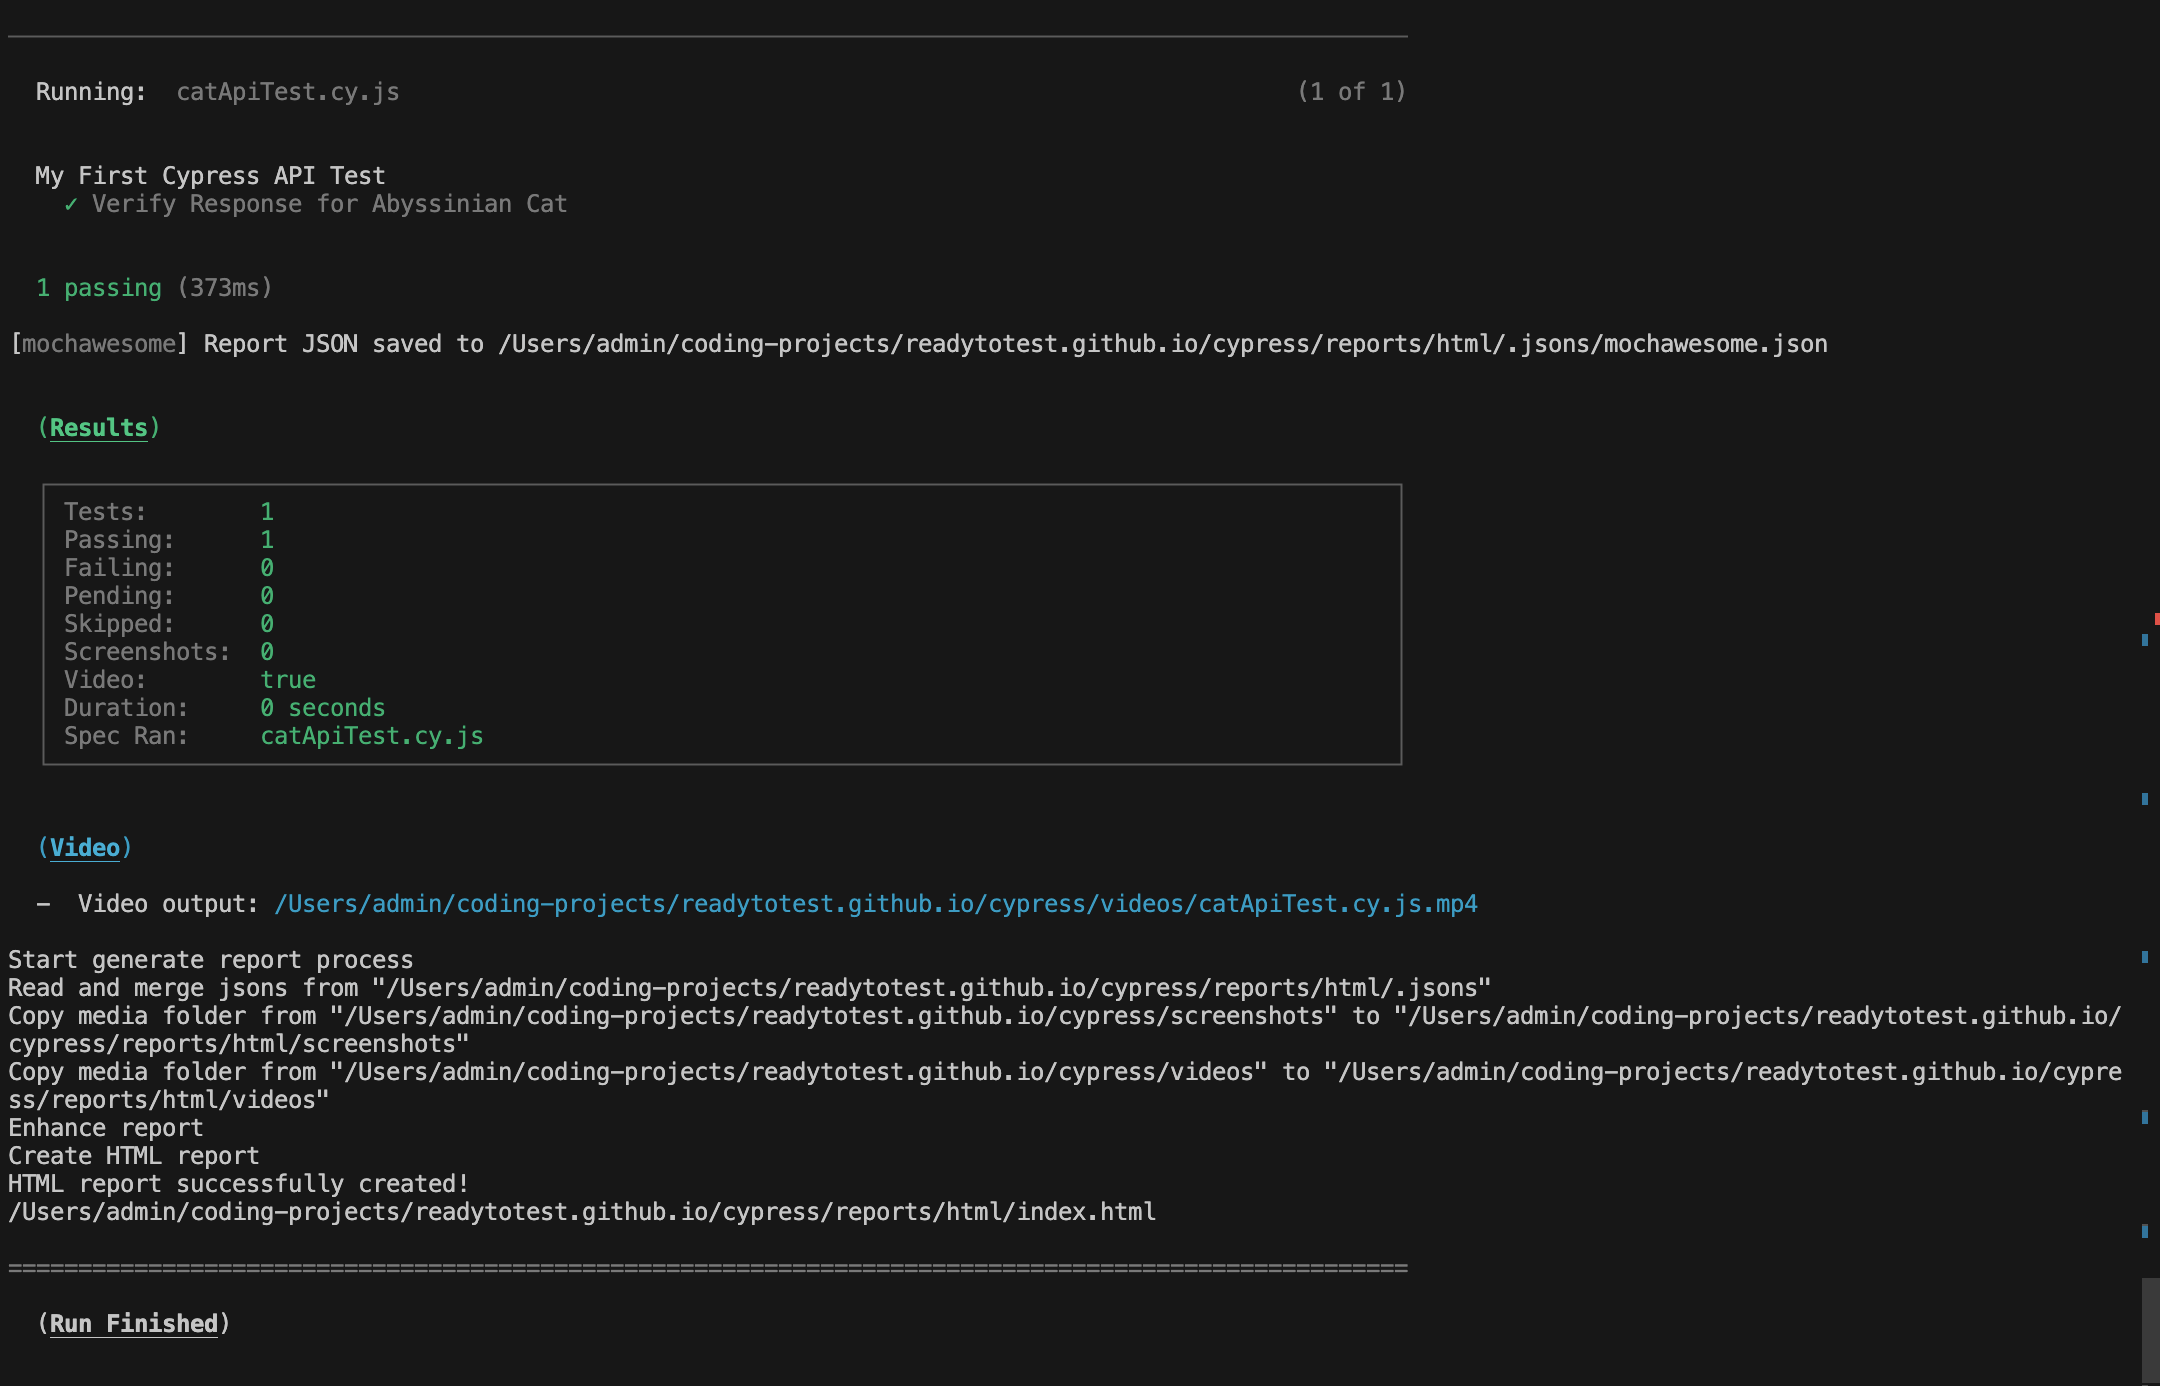 Running:  catApiTest.cy.js (1 of 1)
My First Cypress API Test
✓ Verify Response for Abyssinian Cat
1 passing (373ms)
[mochawesome] Report JSON saved to /Users/admin/coding-projects/readytotest.github.io/cypress/reports/html/.jsons/mochawesome.json
(Results)
Tests: 1
Passing: 1
Failing: 0
Pending: 0
Skipped: 0
Screenshots: 0
Video: true
Duration: 0 seconds
Spec Ran: catApiTest.cy.js
(Video)
–  Video output: /Users/admin/coding-projects/readytotest.github.io/cypress/videos/catApiTest.cy.js.mp4
Start generate report process
Read and merge jsons from "/Users/admin/coding-projects/readytotest.github.io/cypress/reports/html/.jsons"
Copy media folder from "/Users/admin/coding-projects/readytotest.github.io/cypress/screenshots" to "/Users/admin/coding-projects/readytotest.github.io/
cypress/reports/html/screenshots"
Copy media folder from "/Users/admin/coding-projects/readytotest.github.io/cypress/videos" to "/Users/admin/coding-projects/readytotest.github.io/cypre
ss/reports/html/videos"
Enhance report
Create HTML report
HTML report successfully created!
/Users/admin/coding-projects/readytotest.github.io/cypress/reports/html/index.html
====================================================================================================
(Run Finished)